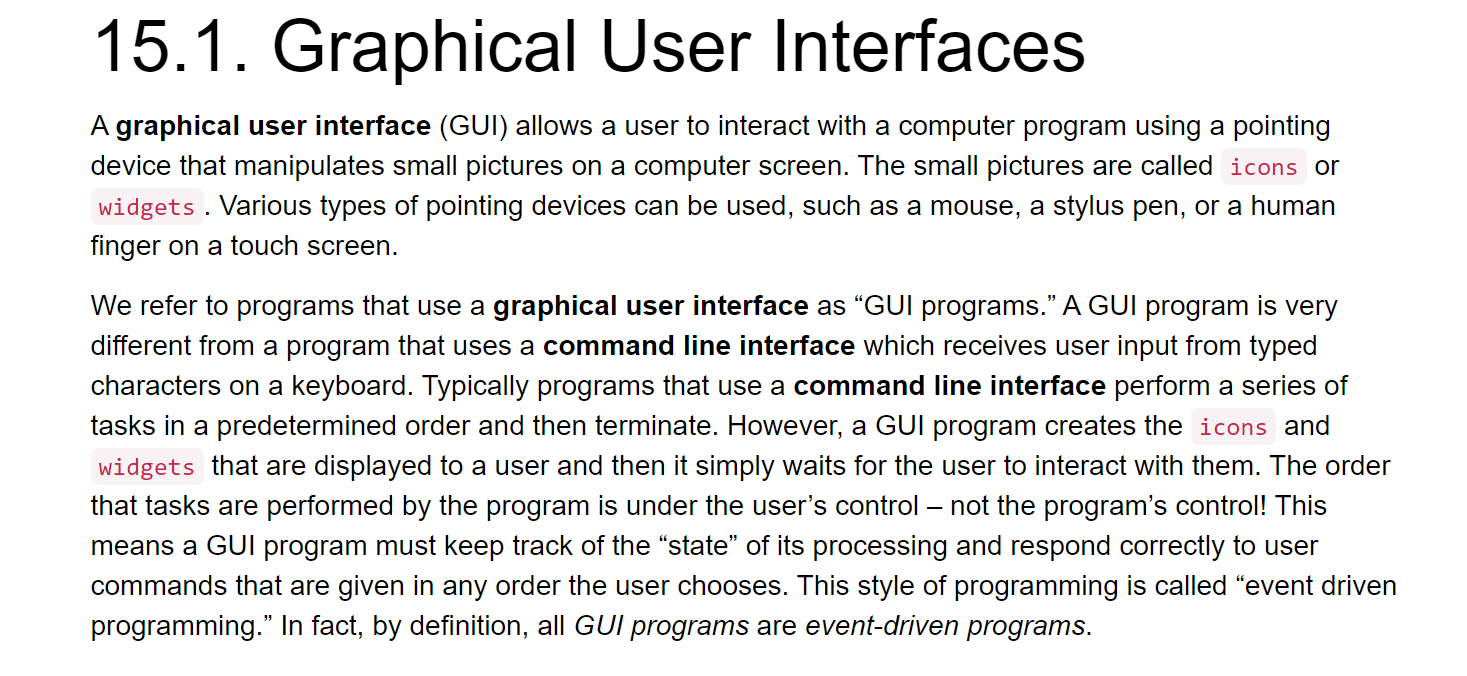 15.1. Graphical User Interfaces
A graphical user interface (GUI) allows a user to interact with a computer program using a pointing
device that manipulates small pictures on a computer screen. The small pictures are called icons or
widgets . Various types of pointing devices can be used, such as a mouse, a stylus pen, or a human
finger on a touch screen.
We refer to programs that use a graphical user interface as “GUI programs.” A GUI program is very
different from a program that uses a command line interface which receives user input from typed
characters on a keyboard. Typically programs that use a command line interface perform a series of
tasks in a predetermined order and then terminate. However, a GUI program creates the icons and
widgets that are displayed to a user and then it simply waits for the user to interact with them. The order
that tasks are performed by the program is under the user’s control – not the program’s control! This
means a GUI program must keep track of the “state” of its processing and respond correctly to user
commands that are given in any order the user chooses. This style of programming is called “event driven
programming.” In fact, by definition, all GUI programs are event-driven programs.